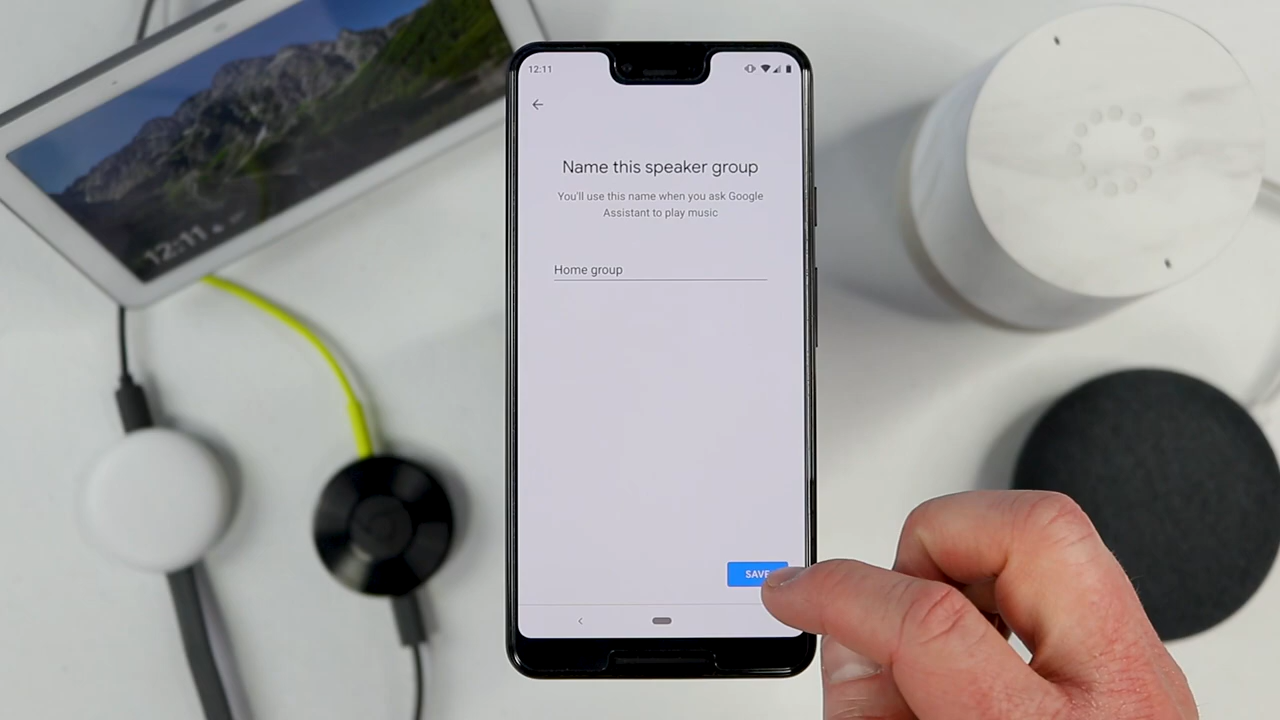 12:11
Name this speaker group
You'll use this name when you ask Google
Assistant to play music
Home group
SAVE
12:11